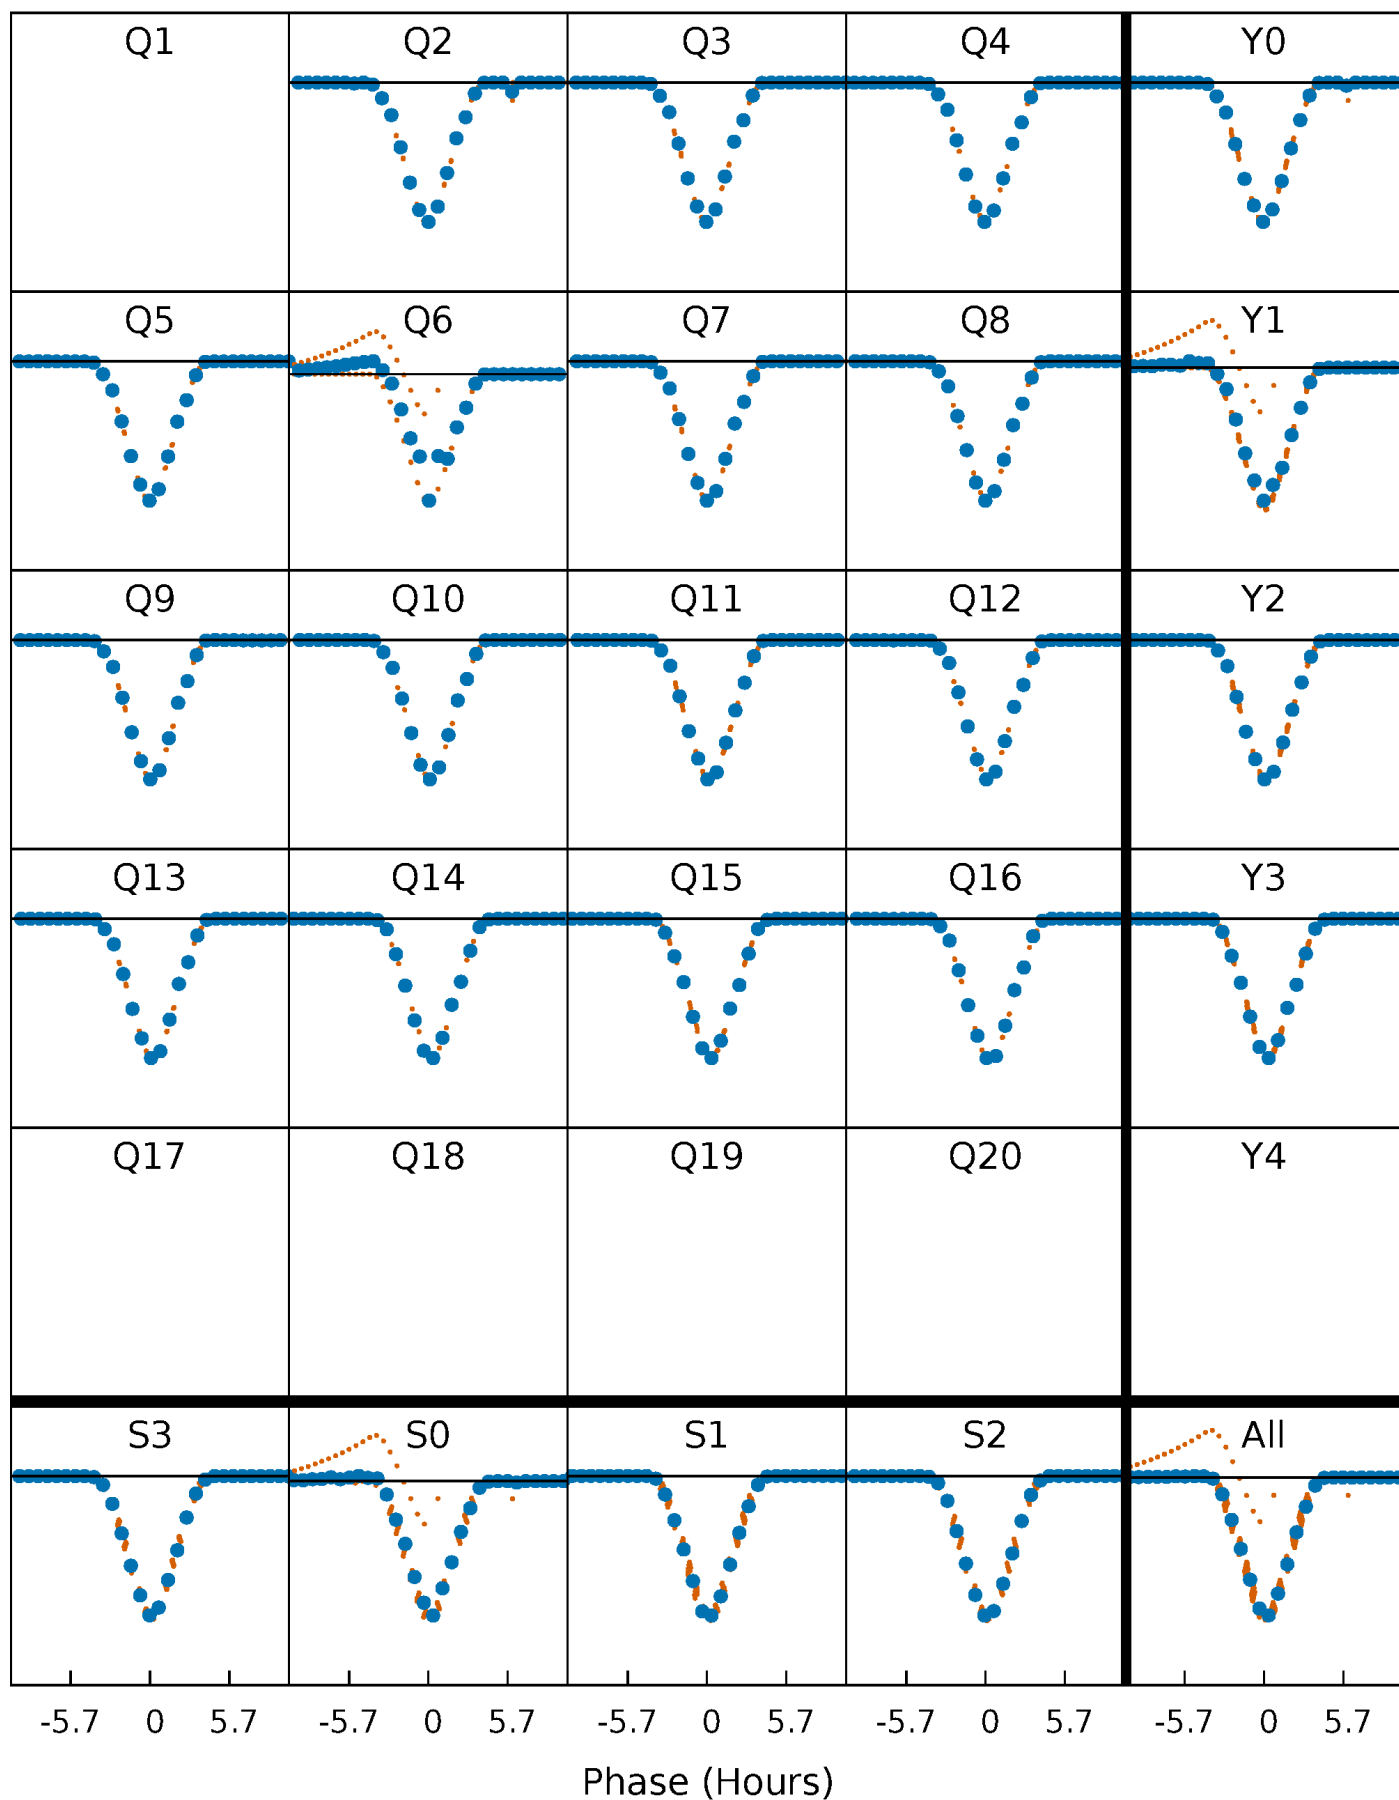 Q1 Q2 Q3 Q4 Y0
Q5 Q6 Q7 Q8 Y1
Q9 Q10 Q11 Q12 Y2
Q13 Q14 Q15 Q16 Y3
Q17 Q18 Q19 Q20 Y4
S3 S0 S1 S2 All
-5.7 0 5.7 -5.7 0 5.7 -5.7 0 5.7 -5.7 0 5.7 -5.7 0 5.7
Phase (Hours)